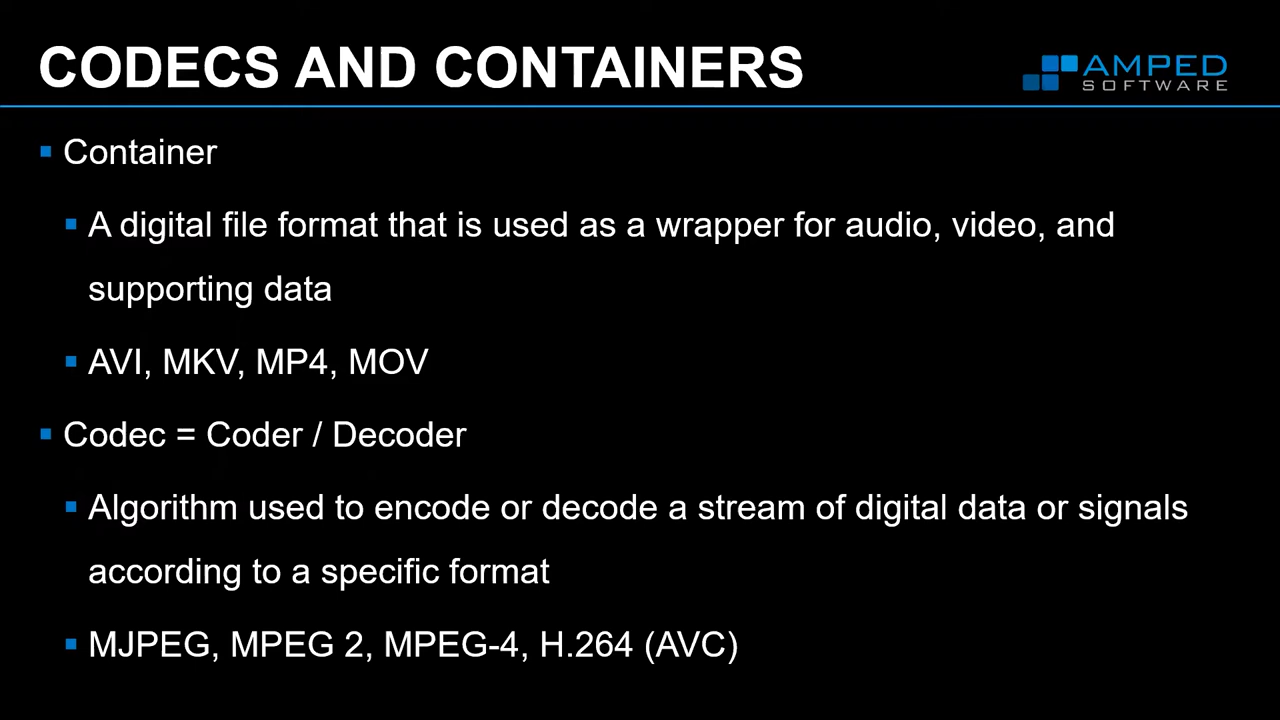 CODECS AND CONTAINERS
AMPED
SOFTWARE
Container
A digital file format that is used as a wrapper for audio, video, and
supporting data
AVI, MKV, MP4, MOV
Codec = Coder / Decoder
Algorithm used to encode or decode a stream of digital data or signals
according to a specific format
MJPEG, MPEG 2, MPEG-4, H.264 (AVC)